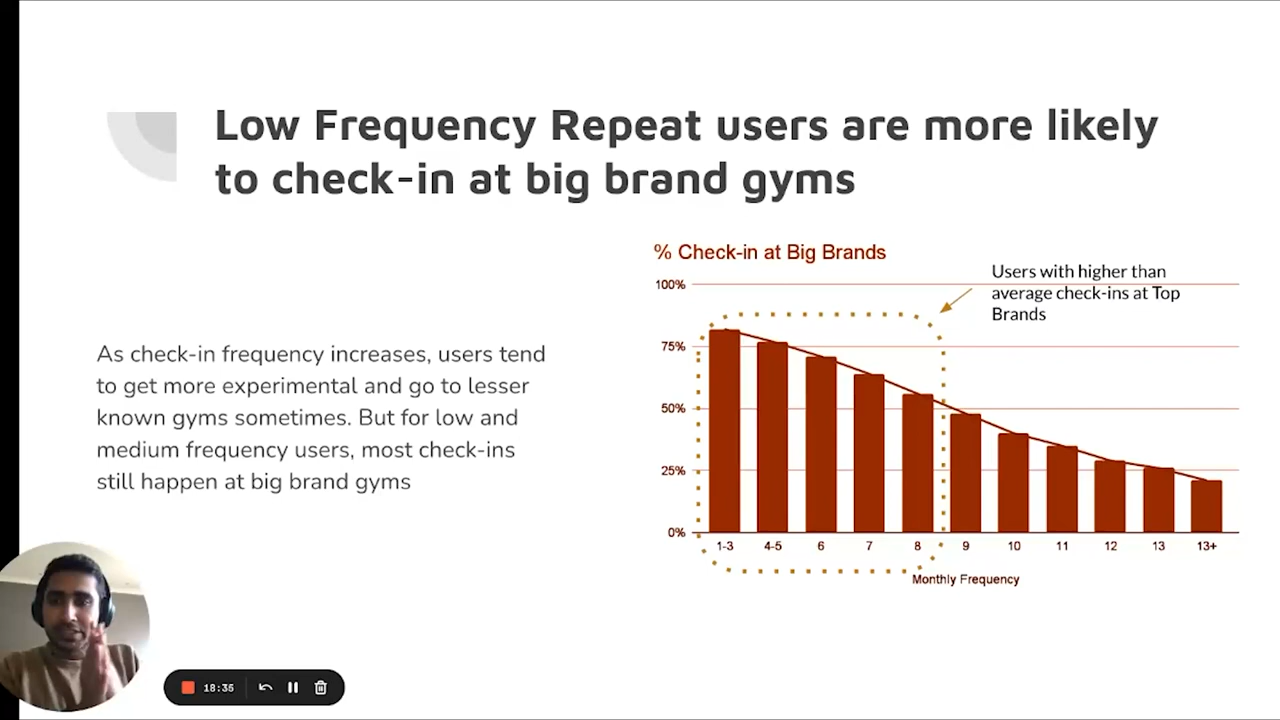 Low Frequency Repeat users are more likely
to check-in at big brand gyms
As check-in frequency increases, users tend
to get more experimental and go to lesser
known gyms sometimes. But for low and
medium frequency users, most check-ins
still happen at big brand gyms
% Check-in at Big Brands
Users with higher than
average check-ins at Top
Brands
100%
75%
50%
25%
0%
1-3 4-5 6 7 8 9 10 11 12 13 13+
Monthly Frequency
18:35